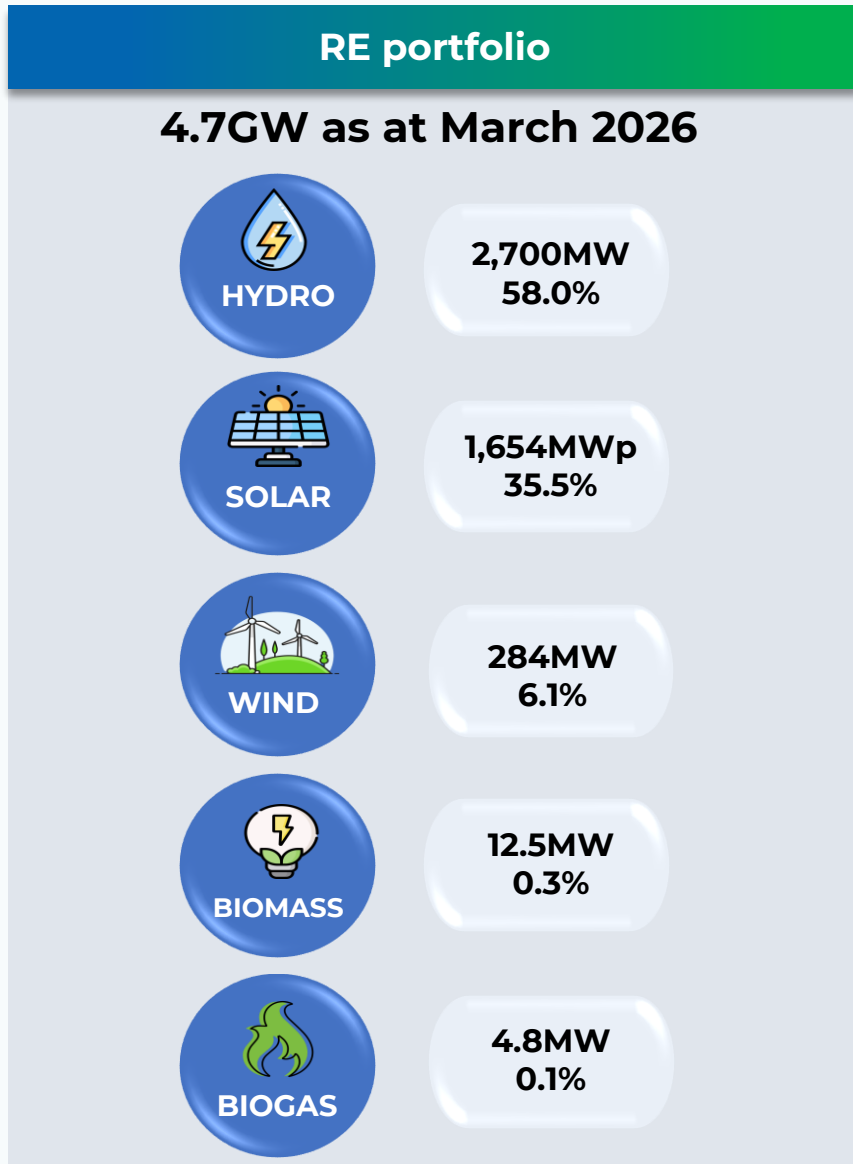 RE portfolio
4.7GW as at March 2026
HYDRO
2,700MW
58.0%
SOLAR
1,654MWp
35.5%
WIND
284MW
6.1%
BIOMASS
12.5MW
0.3%
BIOGAS
4.8MW
0.1%